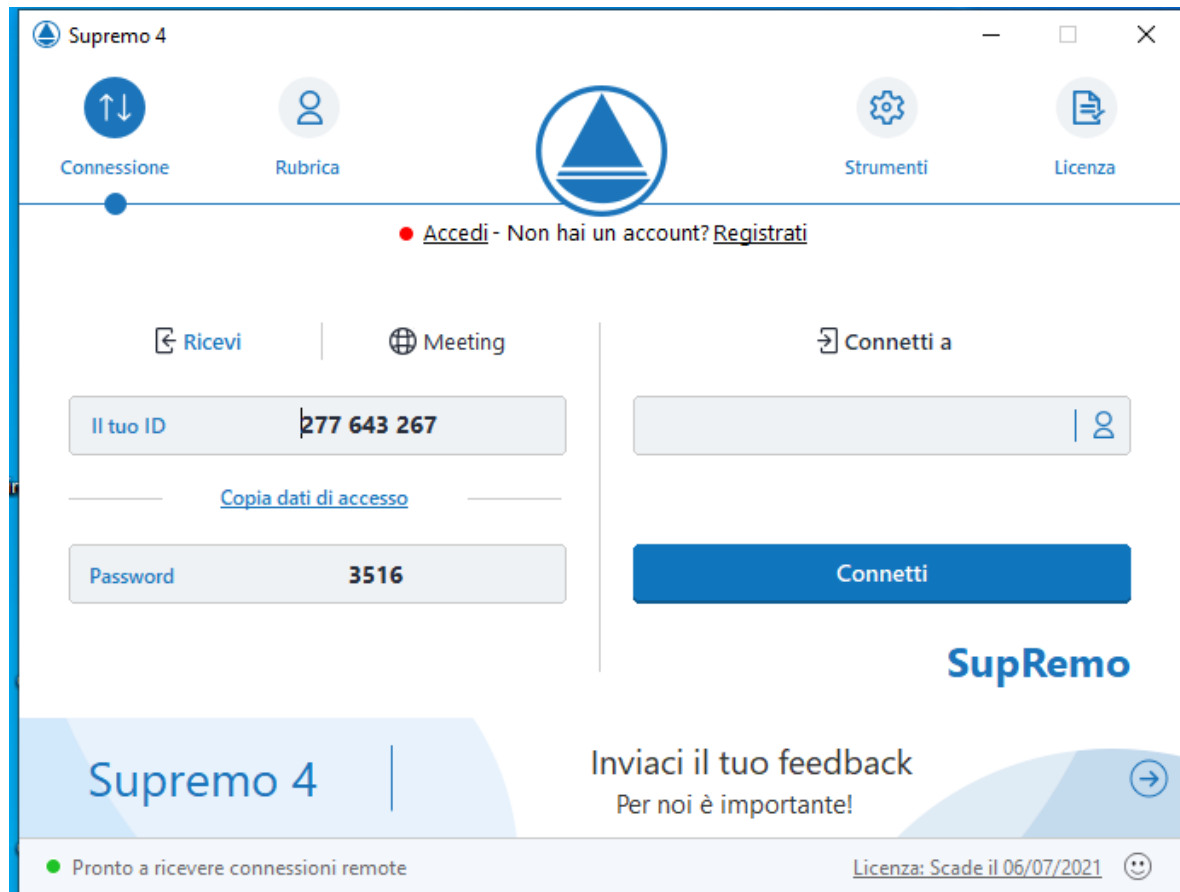 Supremo 4
Connessione
Rubrica
Strumenti
Licenza
Accedi - Non hai un account? Registrati
Ricevi
Meeting
Connetti a
Il tuo ID 277 643 267
Copia dati di accesso
Password 3516
Connetti
SupRemo
Supremo 4
Inviaci il tuo feedback
Per noi è importante!
Pronto a ricevere connessioni remote
Licenza: Scade il 06/07/2021